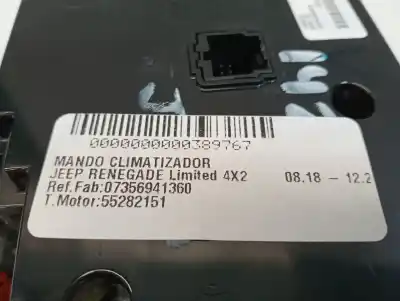 0000000000389767
MANDO CLIMATIZADOR
JEEP RENEGADE Limited 4X2 08.18 - 12.2
Ref.Fab:07356941360
T.Motor:55282151